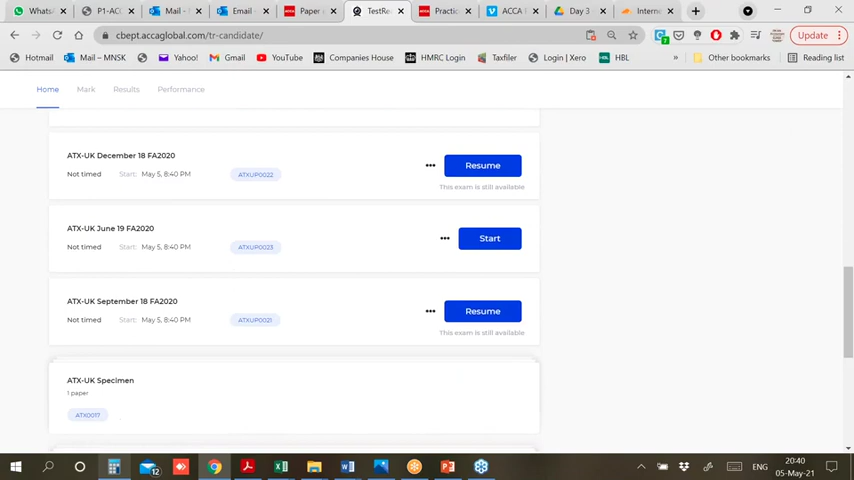 WhatsA
P1-ACC
Mail –
Email –
Paper
TestRe
Practic
ACCA
Day 3
Intern
cbept.accaglobal.com/tr-candidate/
Update
Hotmail
Mail – MNSK
Yahoo!
Gmail
YouTube
Companies House
HMRC Login
Taxfiler
Login | Xero
HBL
»
Other bookmarks
Reading list
Home
Mark
Results
Performance
ATX-UK December 18 FA2020
Not timed Start: May 5, 8:40 PM ATXUP0022
••• Resume
This exam is still available
ATX-UK June 19 FA2020
Not timed Start: May 5, 8:40 PM ATXUP0023
••• Start
ATX-UK September 18 FA2020
Not timed Start: May 5, 8:40 PM ATXUP0021
••• Resume
This exam is still available
ATX-UK Specimen
1 paper
ATX0017
12
ENG
20:40
05-May-21